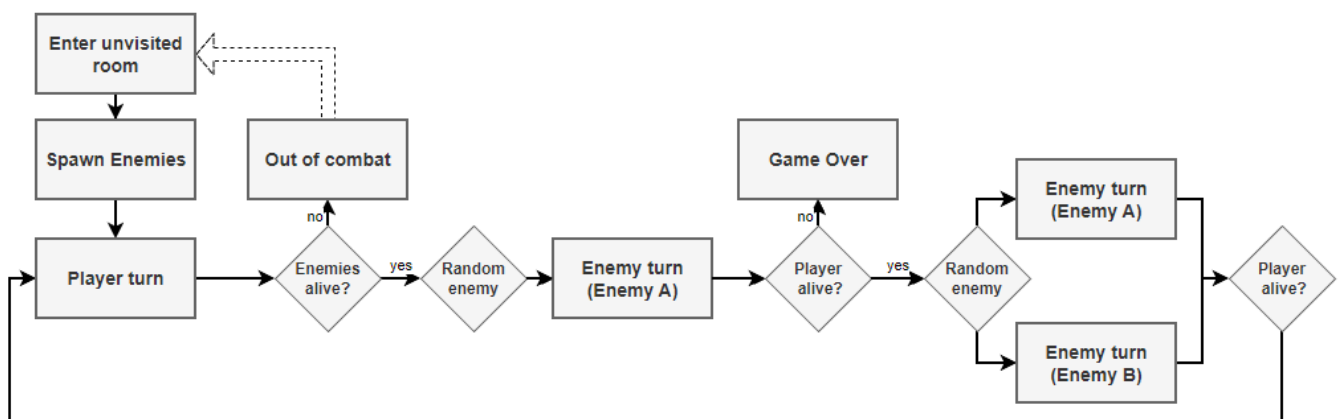 Enter unvisited
room
Spawn Enemies
Out of combat
Game Over
Enemy turn
(Enemy A)
no
no
Player turn
Enemies
alive?
yes
Random
enemy
Enemy turn
(Enemy A)
Player
alive?
yes
Random
enemy
Player
alive?
Enemy turn
(Enemy B)